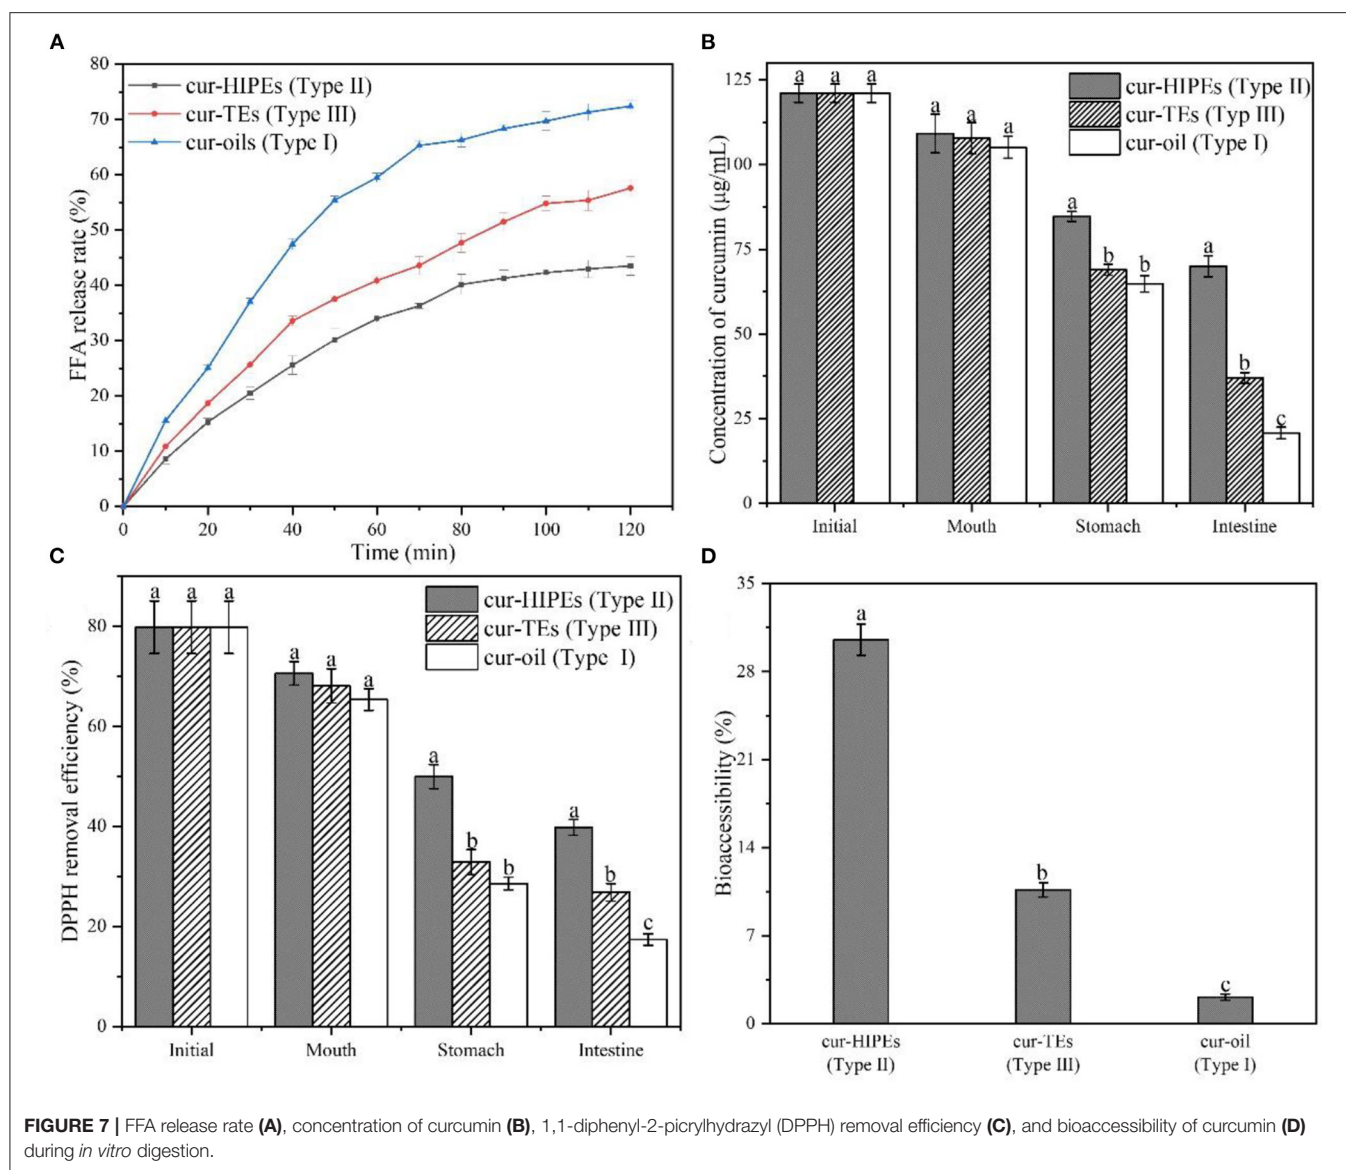 A
80
70
60
50
40
30
20
10
0
FFA release rate (%)
cur-HIPEs (Type II)
cur-TEs (Type III)
cur-oils (Type I)
0 20 40 60 80 100 120
Time (min)
B
125
100
75
50
25
0
Concentration of curcumin (μg/mL)
cur-HIPEs (Type II)
cur-TEs (Typ III)
cur-oil (Type I)
a a a
a a a
a b b
a b c
Initial Mouth Stomach Intestine
C
80
60
40
20
0
DPPH removal efficiency (%)
cur-HIPEs (Type II)
cur-TEs (Type III)
cur-oil (Type I)
a a a
a a a
a b b
a b c
Initial Mouth Stomach Intestine
D
35
28
21
14
7
0
Bioaccessibility (%)
a
b
c
cur-HIPEs cur-TEs cur-oil
(Type II) (Type III) (Type I)
FIGURE 7 | FFA release rate (A), concentration of curcumin (B), 1,1-diphenyl-2-picrylhydrazyl (DPPH) removal efficiency (C), and bioaccessibility of curcumin (D)
during in vitro digestion.